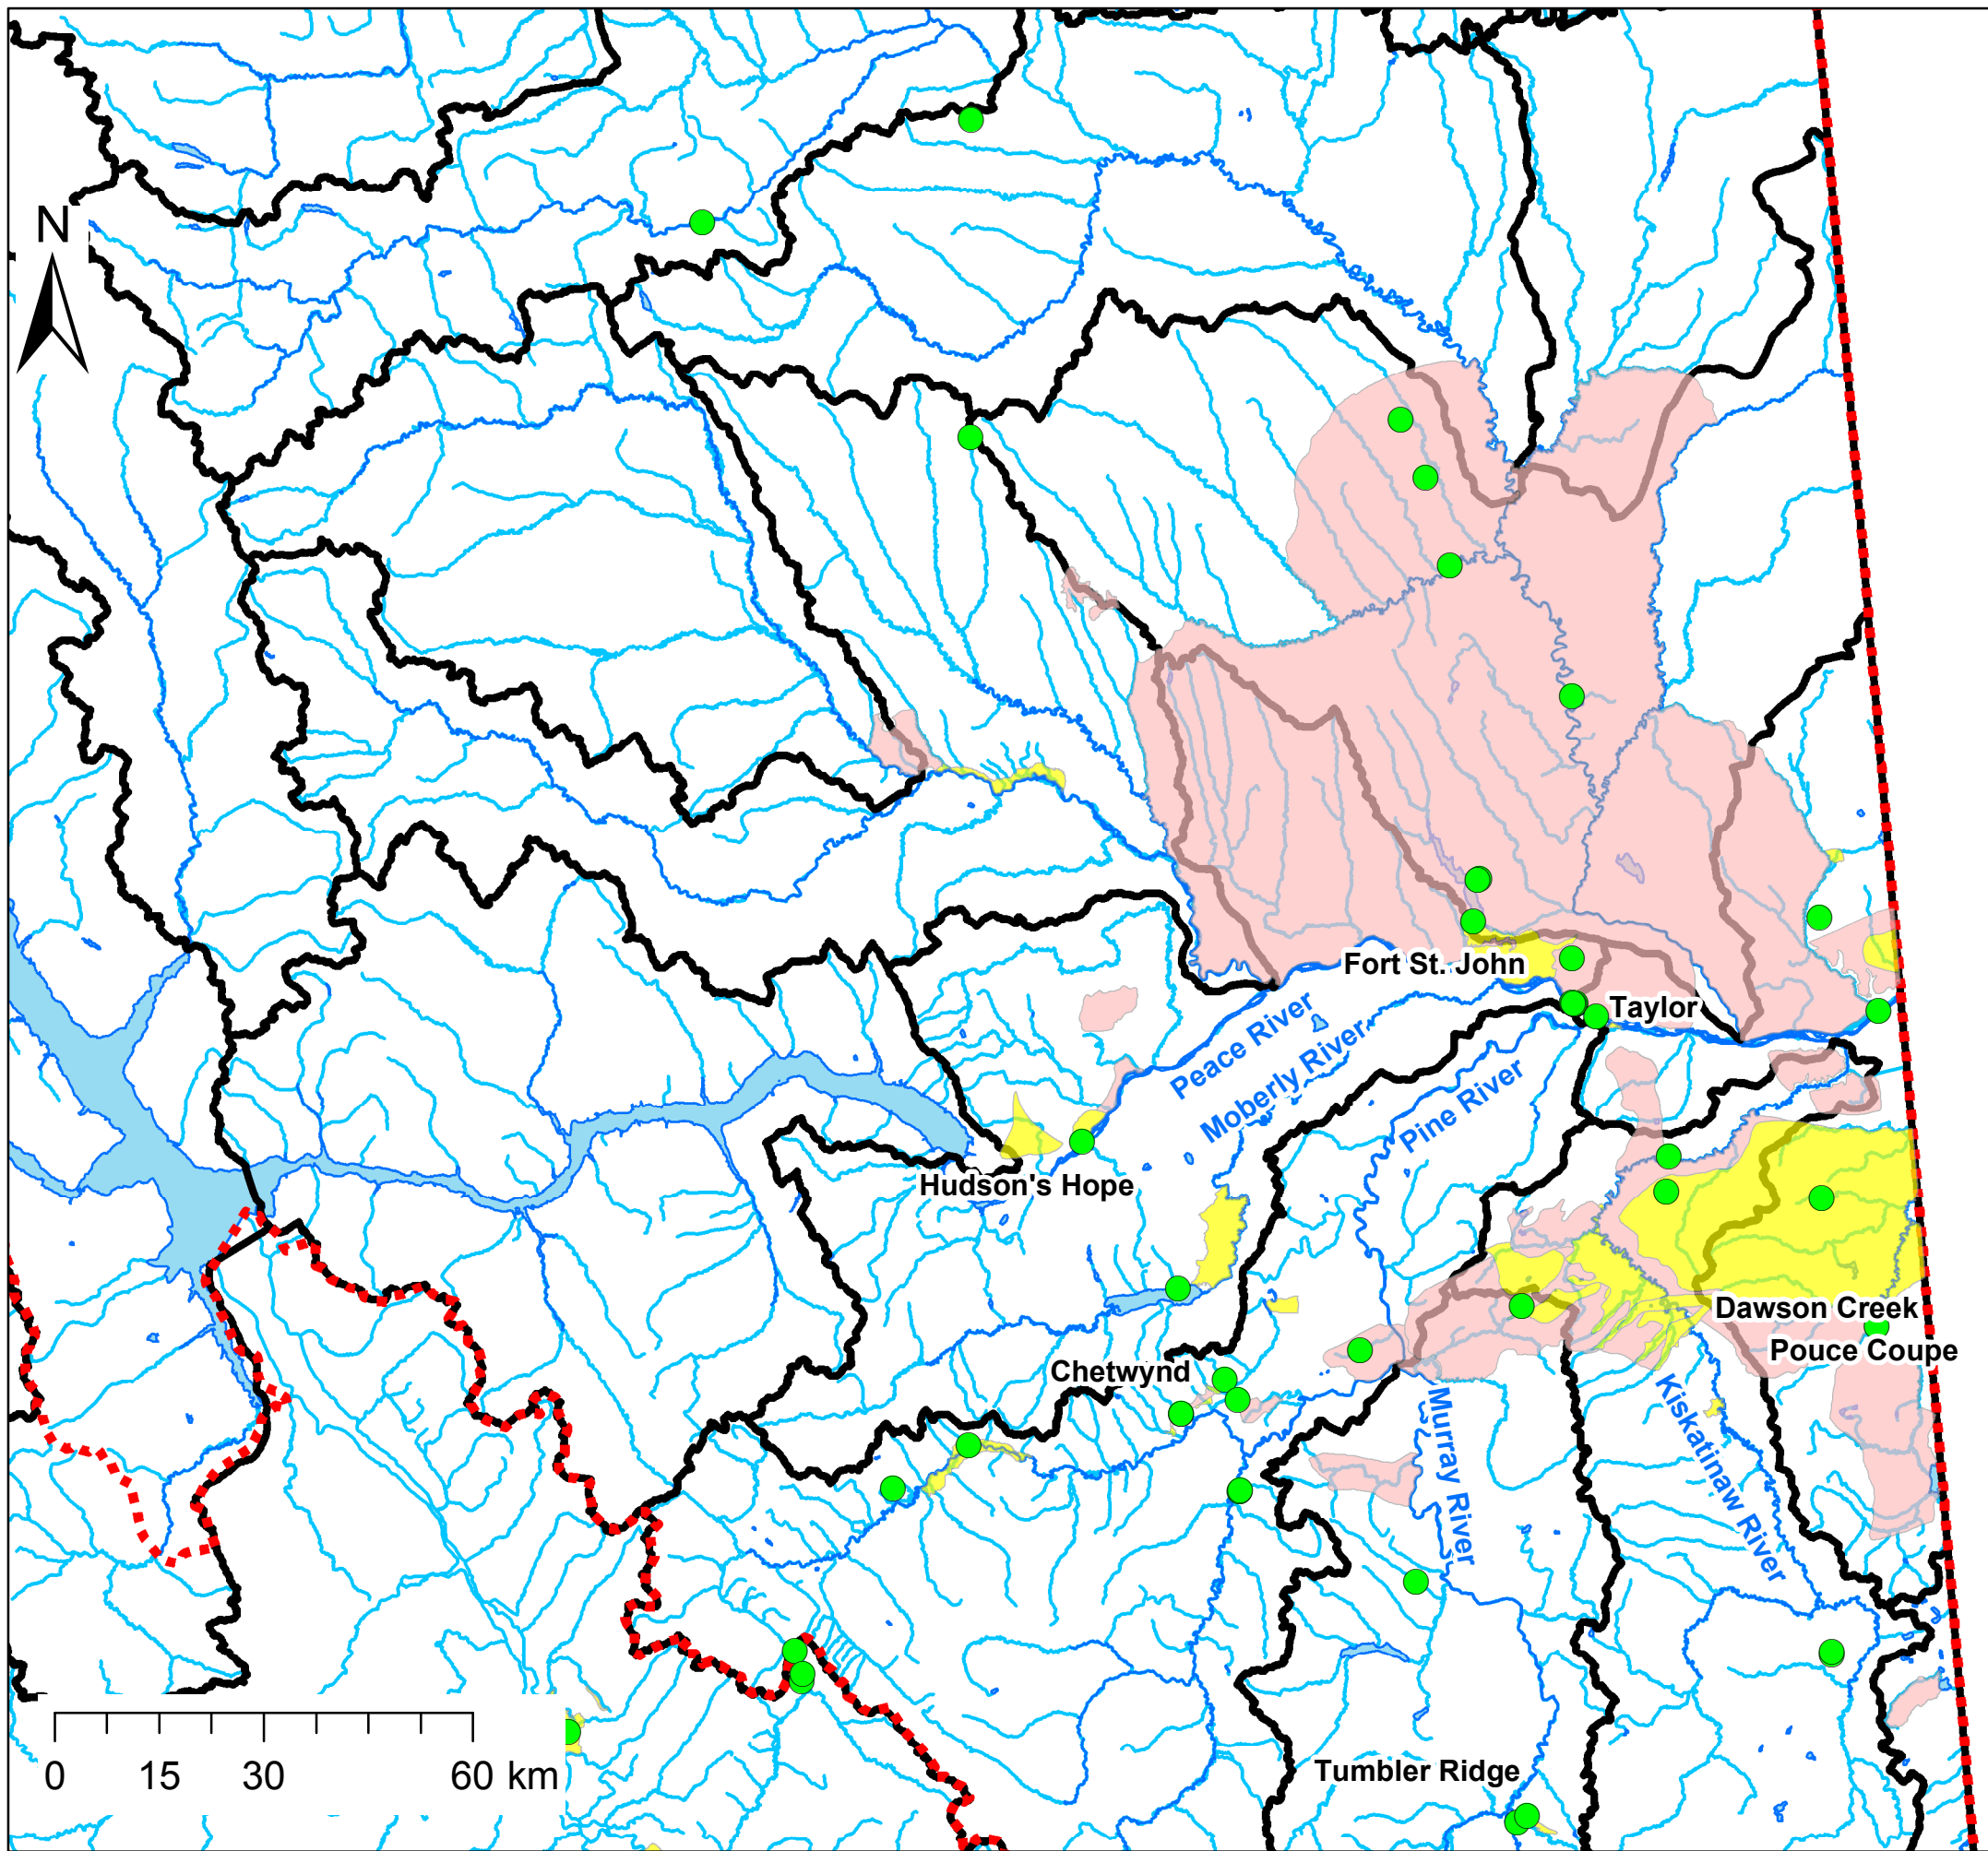 N
Fort St. John
Taylor
Peace River
Moberly River
Pine River
Hudson's Hope
Dawson Creek
Pouce Coupe
Chetwynd
Murray River
Kiskatinaw River
Tumbler Ridge
0 15 30 60 km